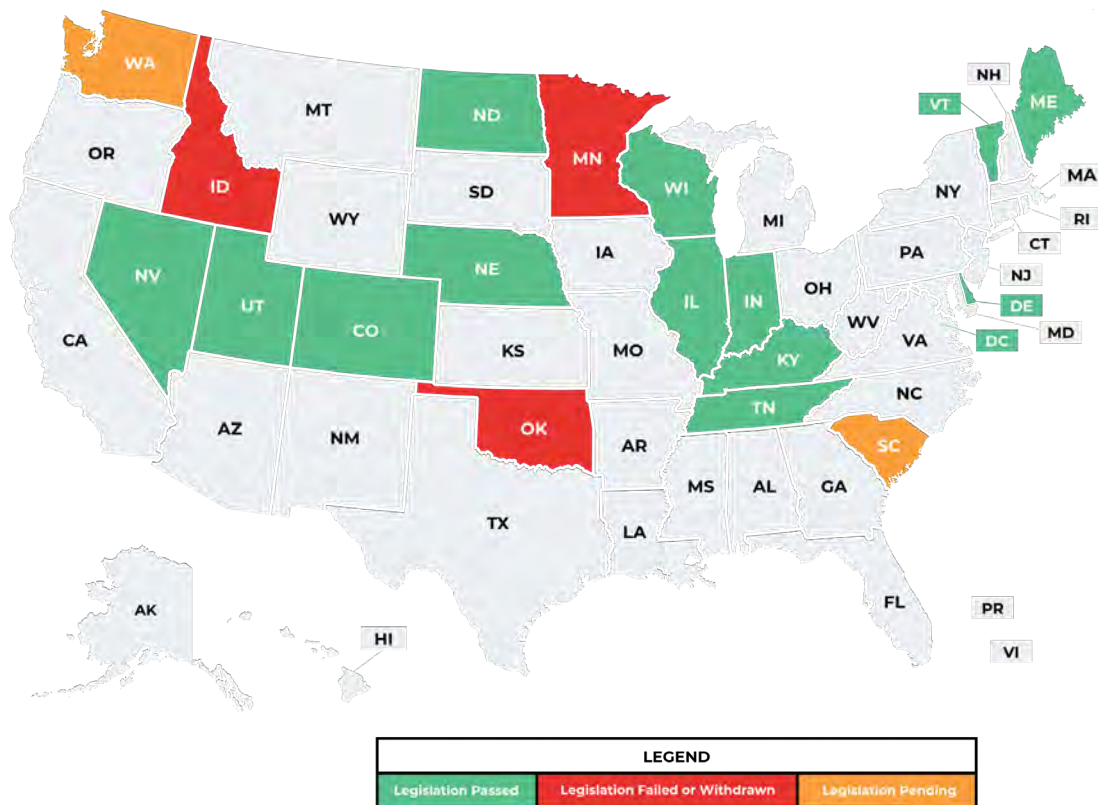 WA
MT
ND
MN
NH
VT
ME
OR
ID
SD
WI
NY
MA
WY
MI
RI
IA
PA
CT
NV
NE
NJ
UT
IL
IN
OH
DE
CO
WV
MD
CA
KS
MO
VA
DC
KY
NC
TN
AZ
NM
OK
AR
SC
MS
AL
GA
TX
LA
AK
FL
PR
HI
VI
LEGEND
Legislation Passed
Legislation Failed or Withdrawn
Legislation Pending